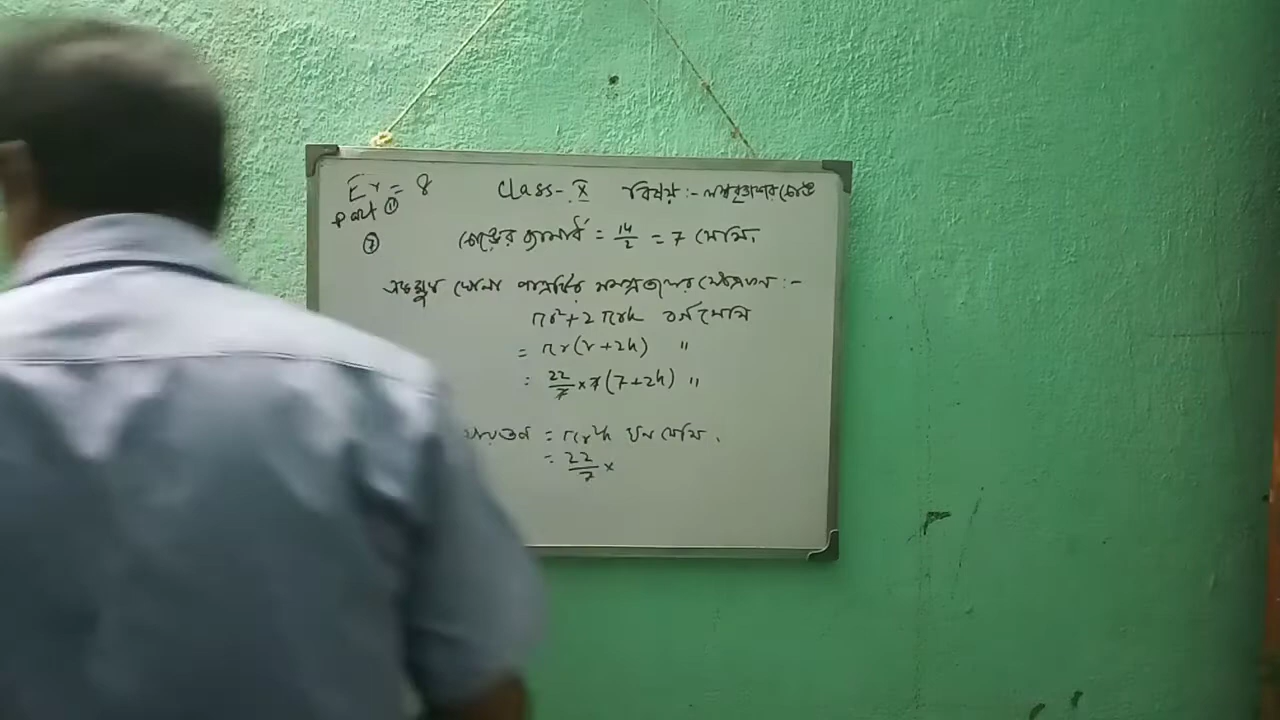 Ex = 8 Class - X বিষয় :- লম্ববৃত্তাকার চোঙ
part ①
⑦ চোঙের ব্যাসার্ধ = 14/2 = 7 সেমি.
একমুখ খোলা পাত্রটির সমগ্রতলের ক্ষেত্রফল :-
πr²+2πrh বর্গ সেমি
= πr(r+2h) "
= 22/7 × 7(7+2h) "
আয়তন = πr²h ঘন সেমি.
= 22/7 ×